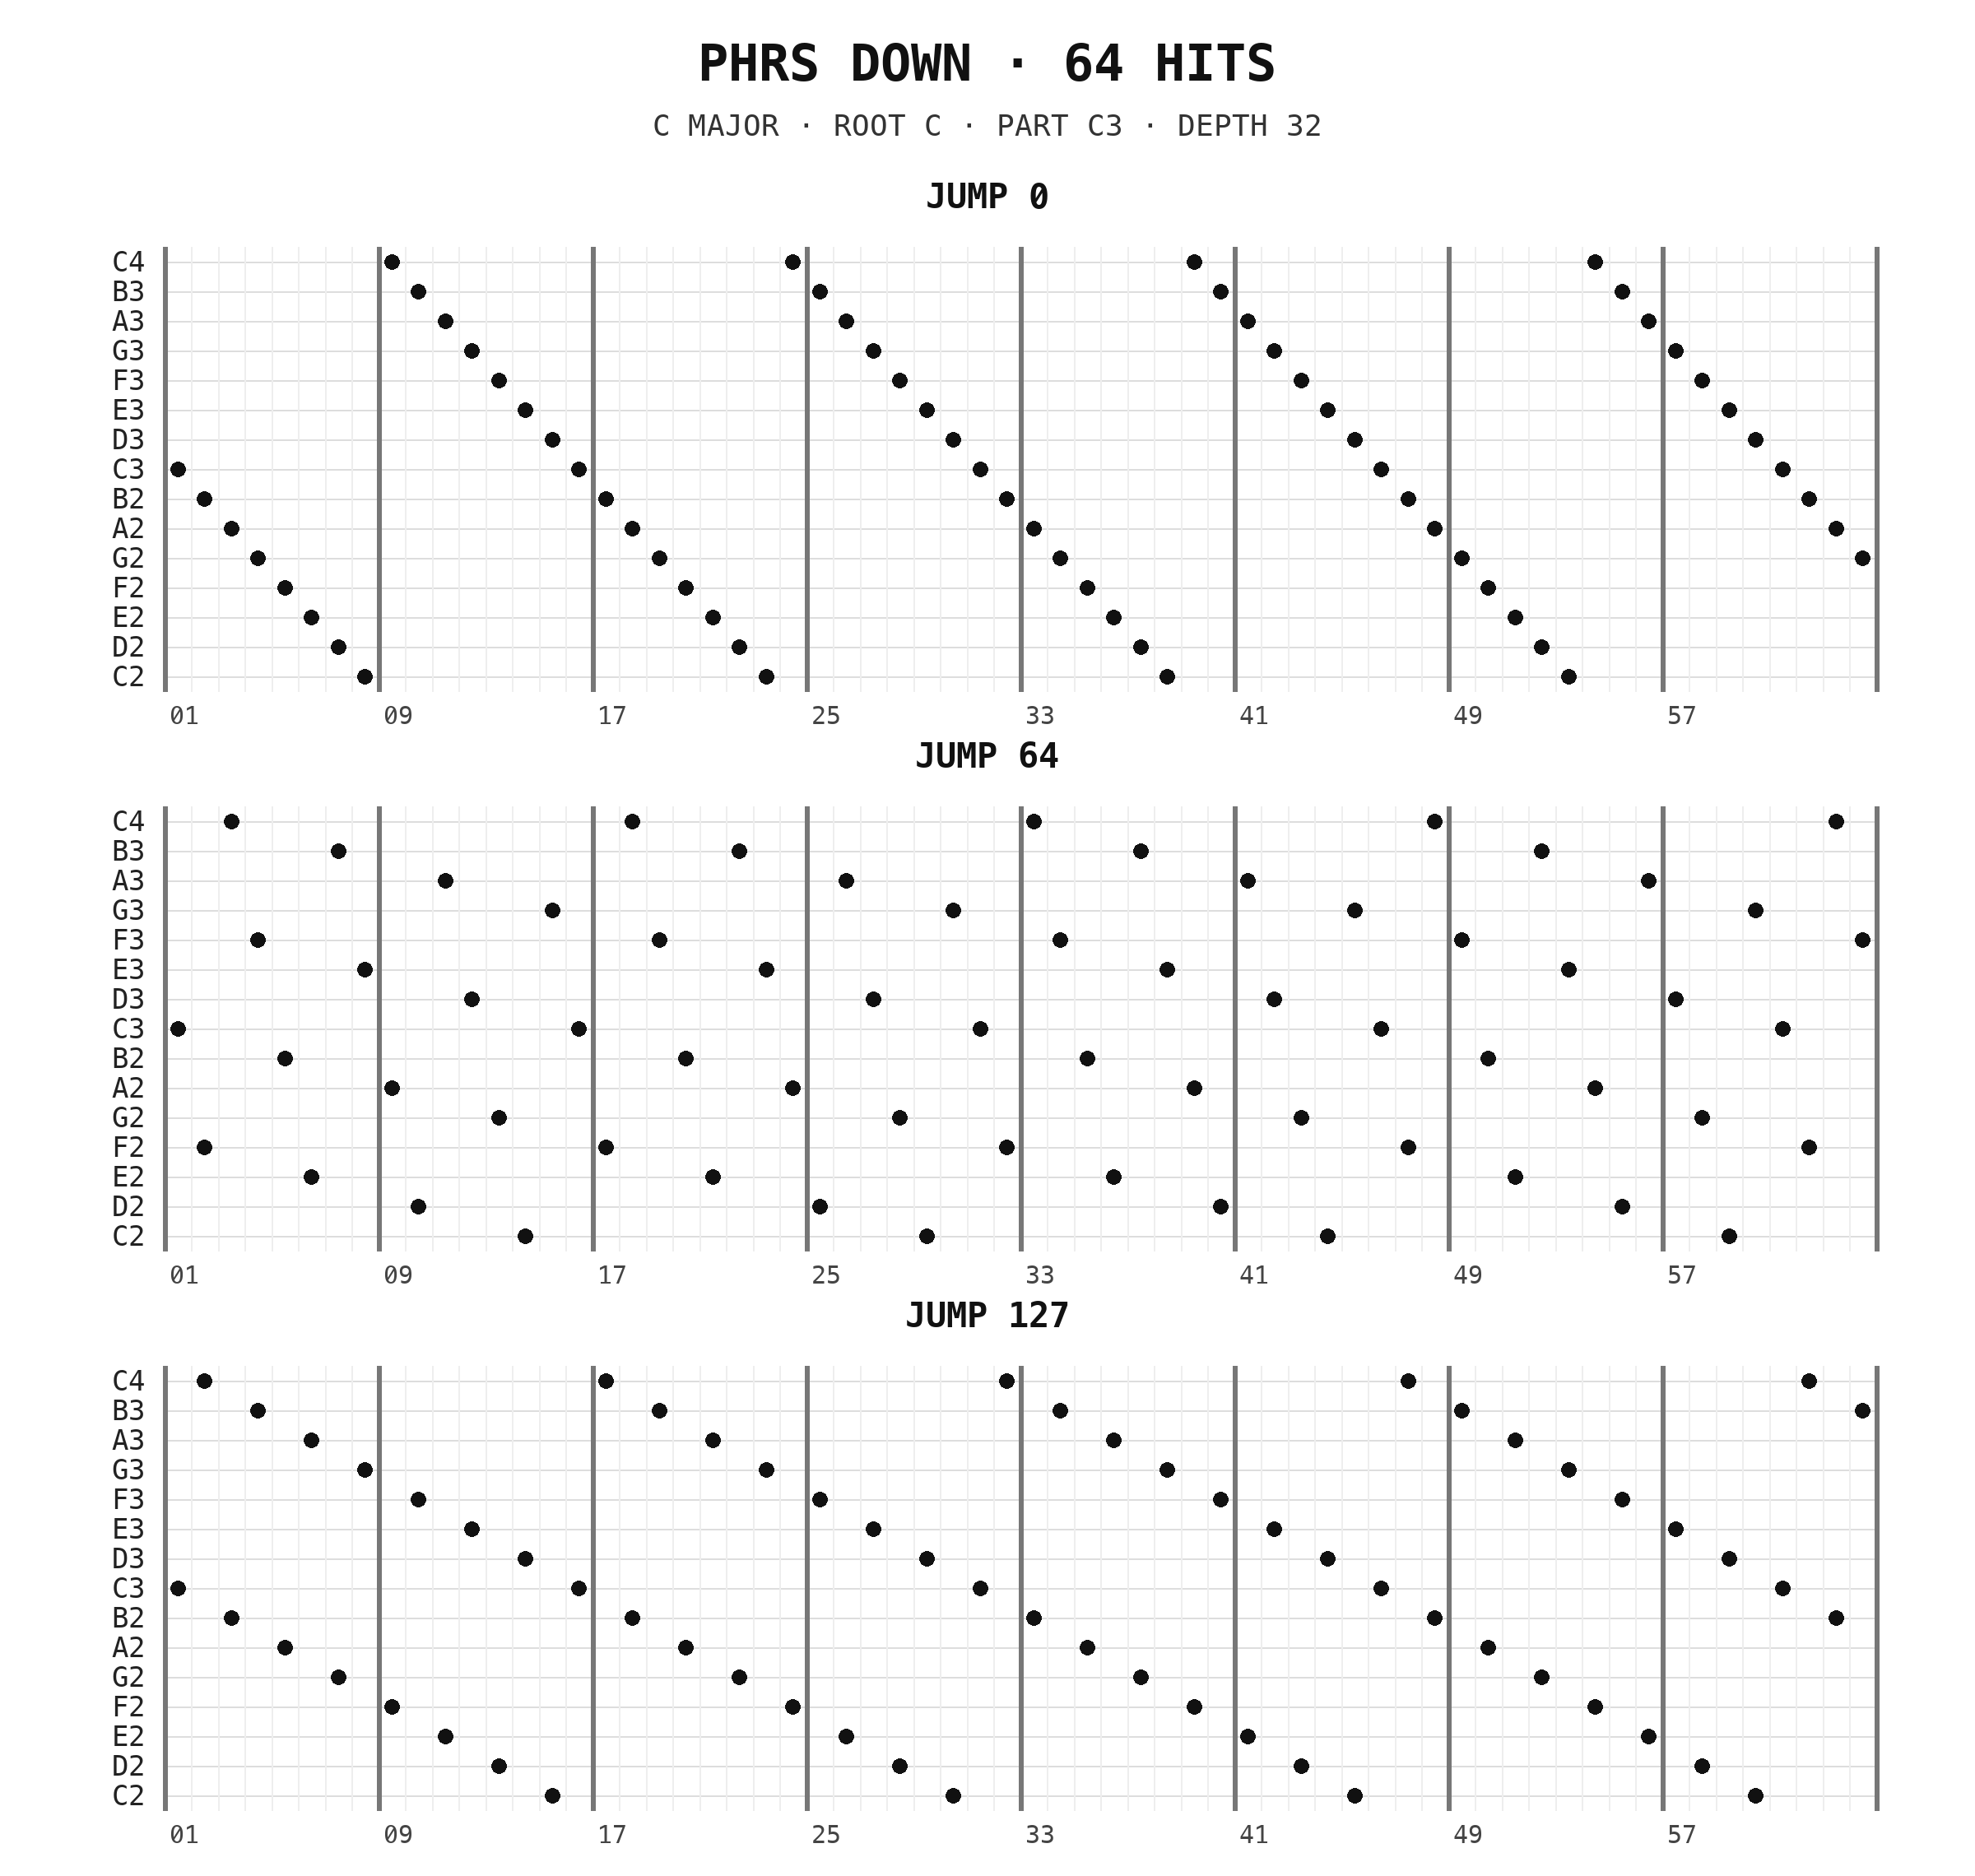 PHRS DOWN · 64 HITS
C MAJOR · ROOT C · PART C3 · DEPTH 32
JUMP 0
C4
B3
A3
G3
F3
E3
D3
C3
B2
A2
G2
F2
E2
D2
C2
01 09 17 25 33 41 49 57
JUMP 64
C4
B3
A3
G3
F3
E3
D3
C3
B2
A2
G2
F2
E2
D2
C2
01 09 17 25 33 41 49 57
JUMP 127
C4
B3
A3
G3
F3
E3
D3
C3
B2
A2
G2
F2
E2
D2
C2
01 09 17 25 33 41 49 57